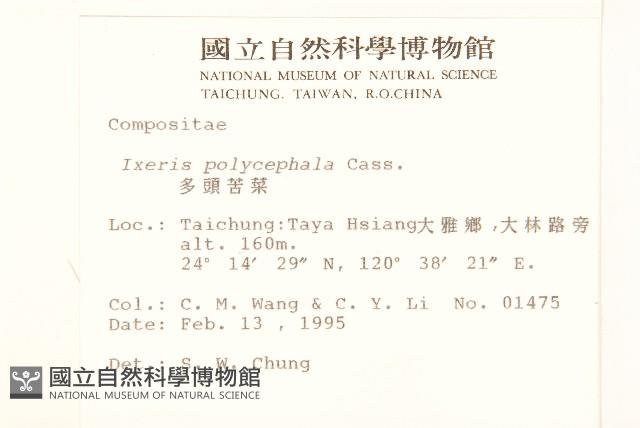 國立自然科學博物館
NATIONAL MUSEUM OF NATURAL SCIENCE
TAICHUNG. TAIWAN, R.O.CHINA
Compositae
Ixeris polycephala Cass.
多頭苦菜
Loc.: Taichung:Taya Hsiang大雅鄉,大林路旁
alt. 160m.
24° 14′ 29″ N, 120° 38′ 21″ E.
Col.: C. M. Wang & C. Y. Li No. 01475
Date: Feb. 13 , 1995
Det.: S. W. Chung
國立自然科學博物館
NATIONAL MUSEUM OF NATURAL SCIENCE